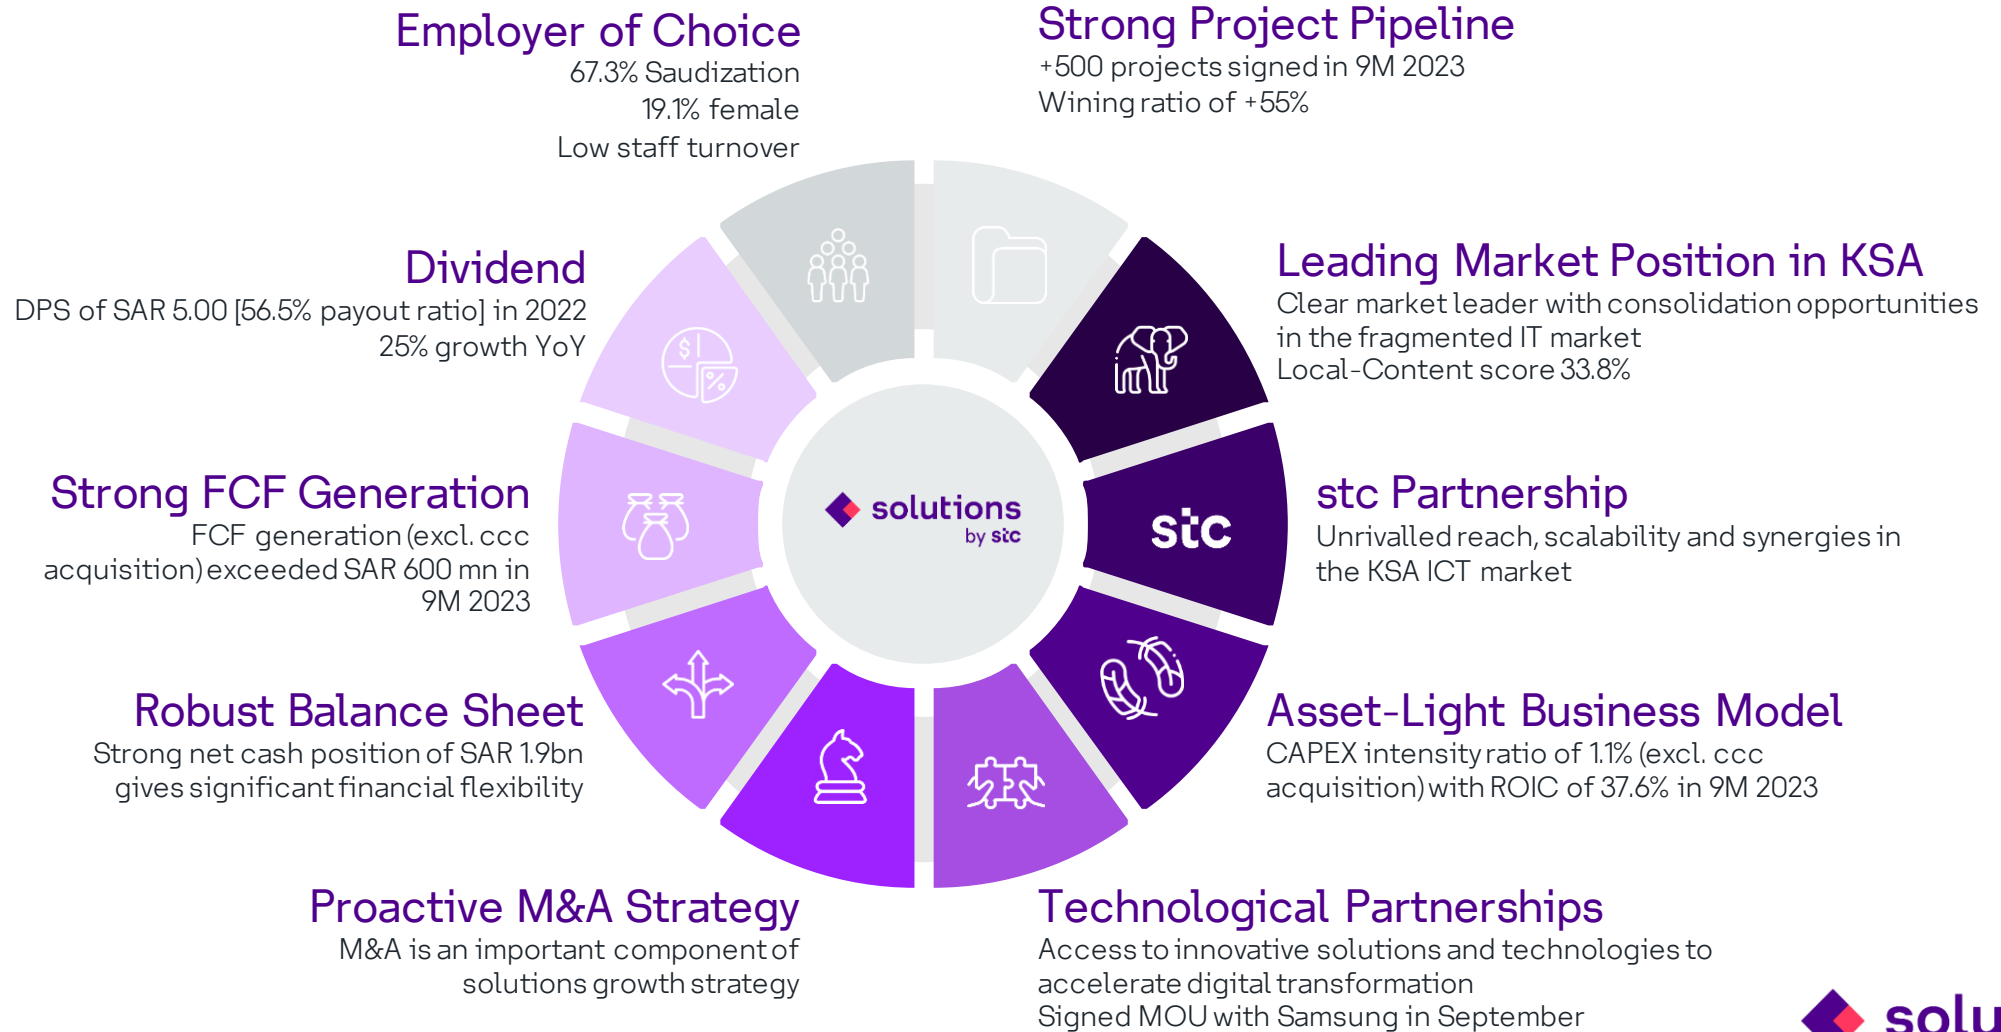 Employer of Choice
67.3% Saudization
19.1% female
Low staff turnover
Strong Project Pipeline
+500 projects signed in 9M 2023
Wining ratio of +55%
Dividend
DPS of SAR 5.00 [56.5% payout ratio] in 2022
25% growth YoY
Leading Market Position in KSA
Clear market leader with consolidation opportunities
in the fragmented IT market
Local-Content score 33.8%
$
%
Strong FCF Generation
FCF generation (excl. ccc
acquisition) exceeded SAR 600 mn in
9M 2023
solutions
by stc
stc
stc Partnership
Unrivalled reach, scalability and synergies in
the KSA ICT market
Robust Balance Sheet
Strong net cash position of SAR 1.9bn
gives significant financial flexibility
Asset-Light Business Model
CAPEX intensity ratio of 1.1% (excl. ccc
acquisition) with ROIC of 37.6% in 9M 2023
Proactive M&A Strategy
M&A is an important component of
solutions growth strategy
Technological Partnerships
Access to innovative solutions and technologies to
accelerate digital transformation
Signed MOU with Samsung in September
solu